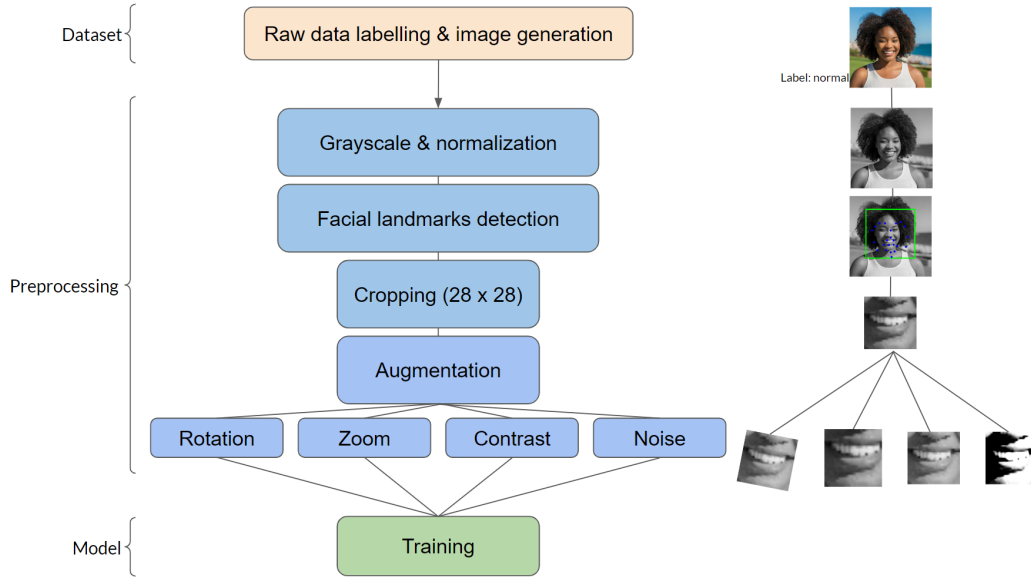 Dataset
Raw data labelling & image generation
Label: normal
Preprocessing
Grayscale & normalization
Facial landmarks detection
Cropping (28 x 28)
Augmentation
Rotation
Zoom
Contrast
Noise
Model
Training